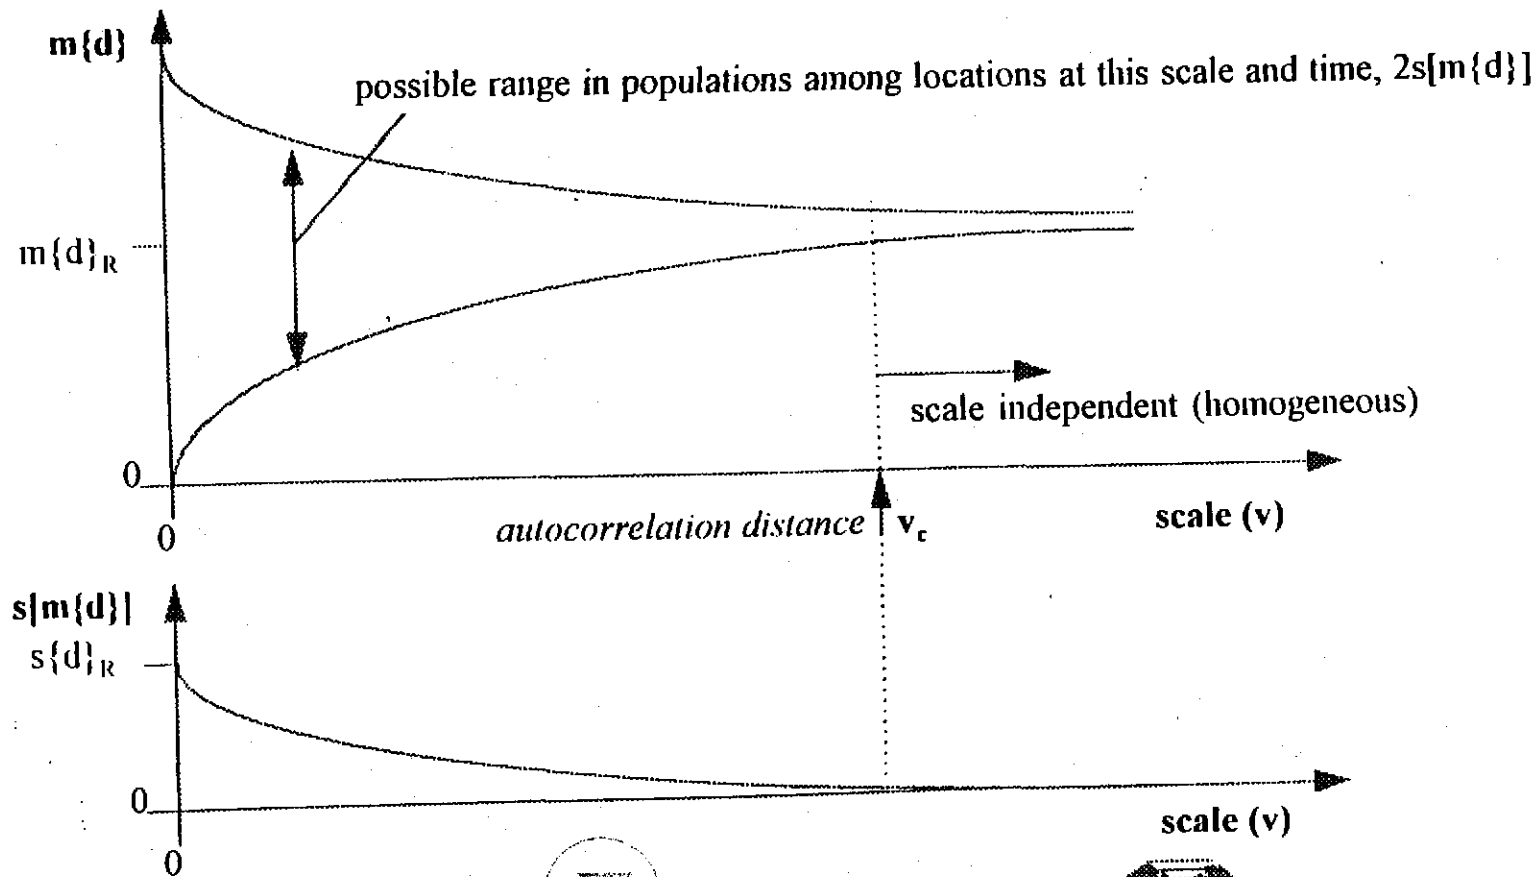 m{d}
possible range in populations among locations at this scale and time, 2s[m{d}]
m{d}R
scale independent (homogeneous)
0
0
autocorrelation distance
vc
scale (v)
s[m{d}]
s{d}R
0
0
scale (v)